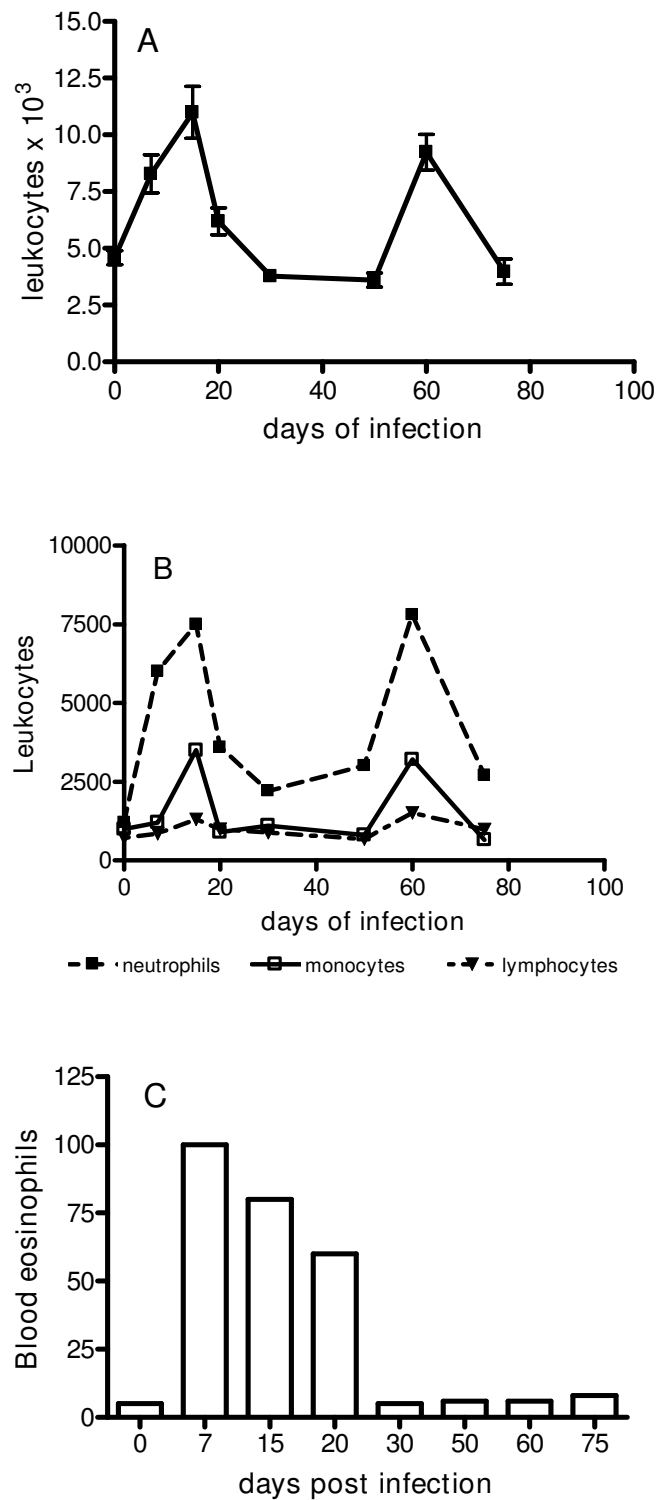 A
15.0
12.5
10.0
7.5
5.0
2.5
0.0
leukocytes x 10³
0 20 40 60 80 100
days of infection
B
10000
7500
5000
2500
0
Leukocytes
0 20 40 60 80 100
days of infection
neutrophils monocytes lymphocytes
C
125
100
75
50
25
0
Blood eosinophils
0 7 15 20 30 50 60 75
days post infection